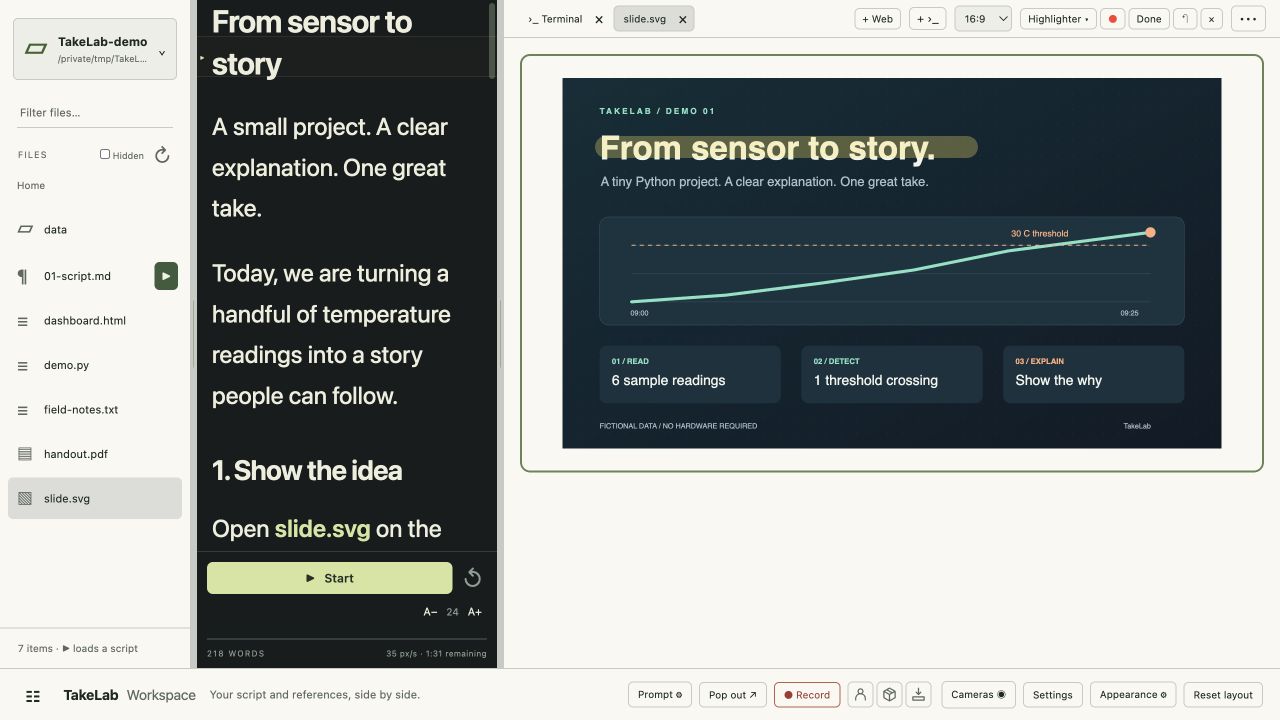 TakeLab-demo
/private/tmp/TakeL...
Filter files...
FILES
Hidden
Home
data
01-script.md
dashboard.html
demo.py
field-notes.txt
handout.pdf
slide.svg
7 items · ▶ loads a script
From sensor to
story
A small project. A clear
explanation. One great
take.
Today, we are turning a
handful of temperature
readings into a story
people can follow.
1. Show the idea
Open slide.svg on the
▶ Start
A− 24 A+
218 WORDS
35 px/s · 1:31 remaining
>_ Terminal ×
slide.svg ×
+ Web
+ >_
16:9
Highlighter
Done
×
TAKELAB / DEMO 01
From sensor to story.
A tiny Python project. A clear explanation. One great take.
30 C threshold
09:00
09:25
01 / READ
6 sample readings
02 / DETECT
1 threshold crossing
03 / EXPLAIN
Show the why
FICTIONAL DATA / NO HARDWARE REQUIRED
TakeLab
TakeLab Workspace
Your script and references, side by side.
Prompt
Pop out ↗
Record
Cameras
Settings
Appearance
Reset layout